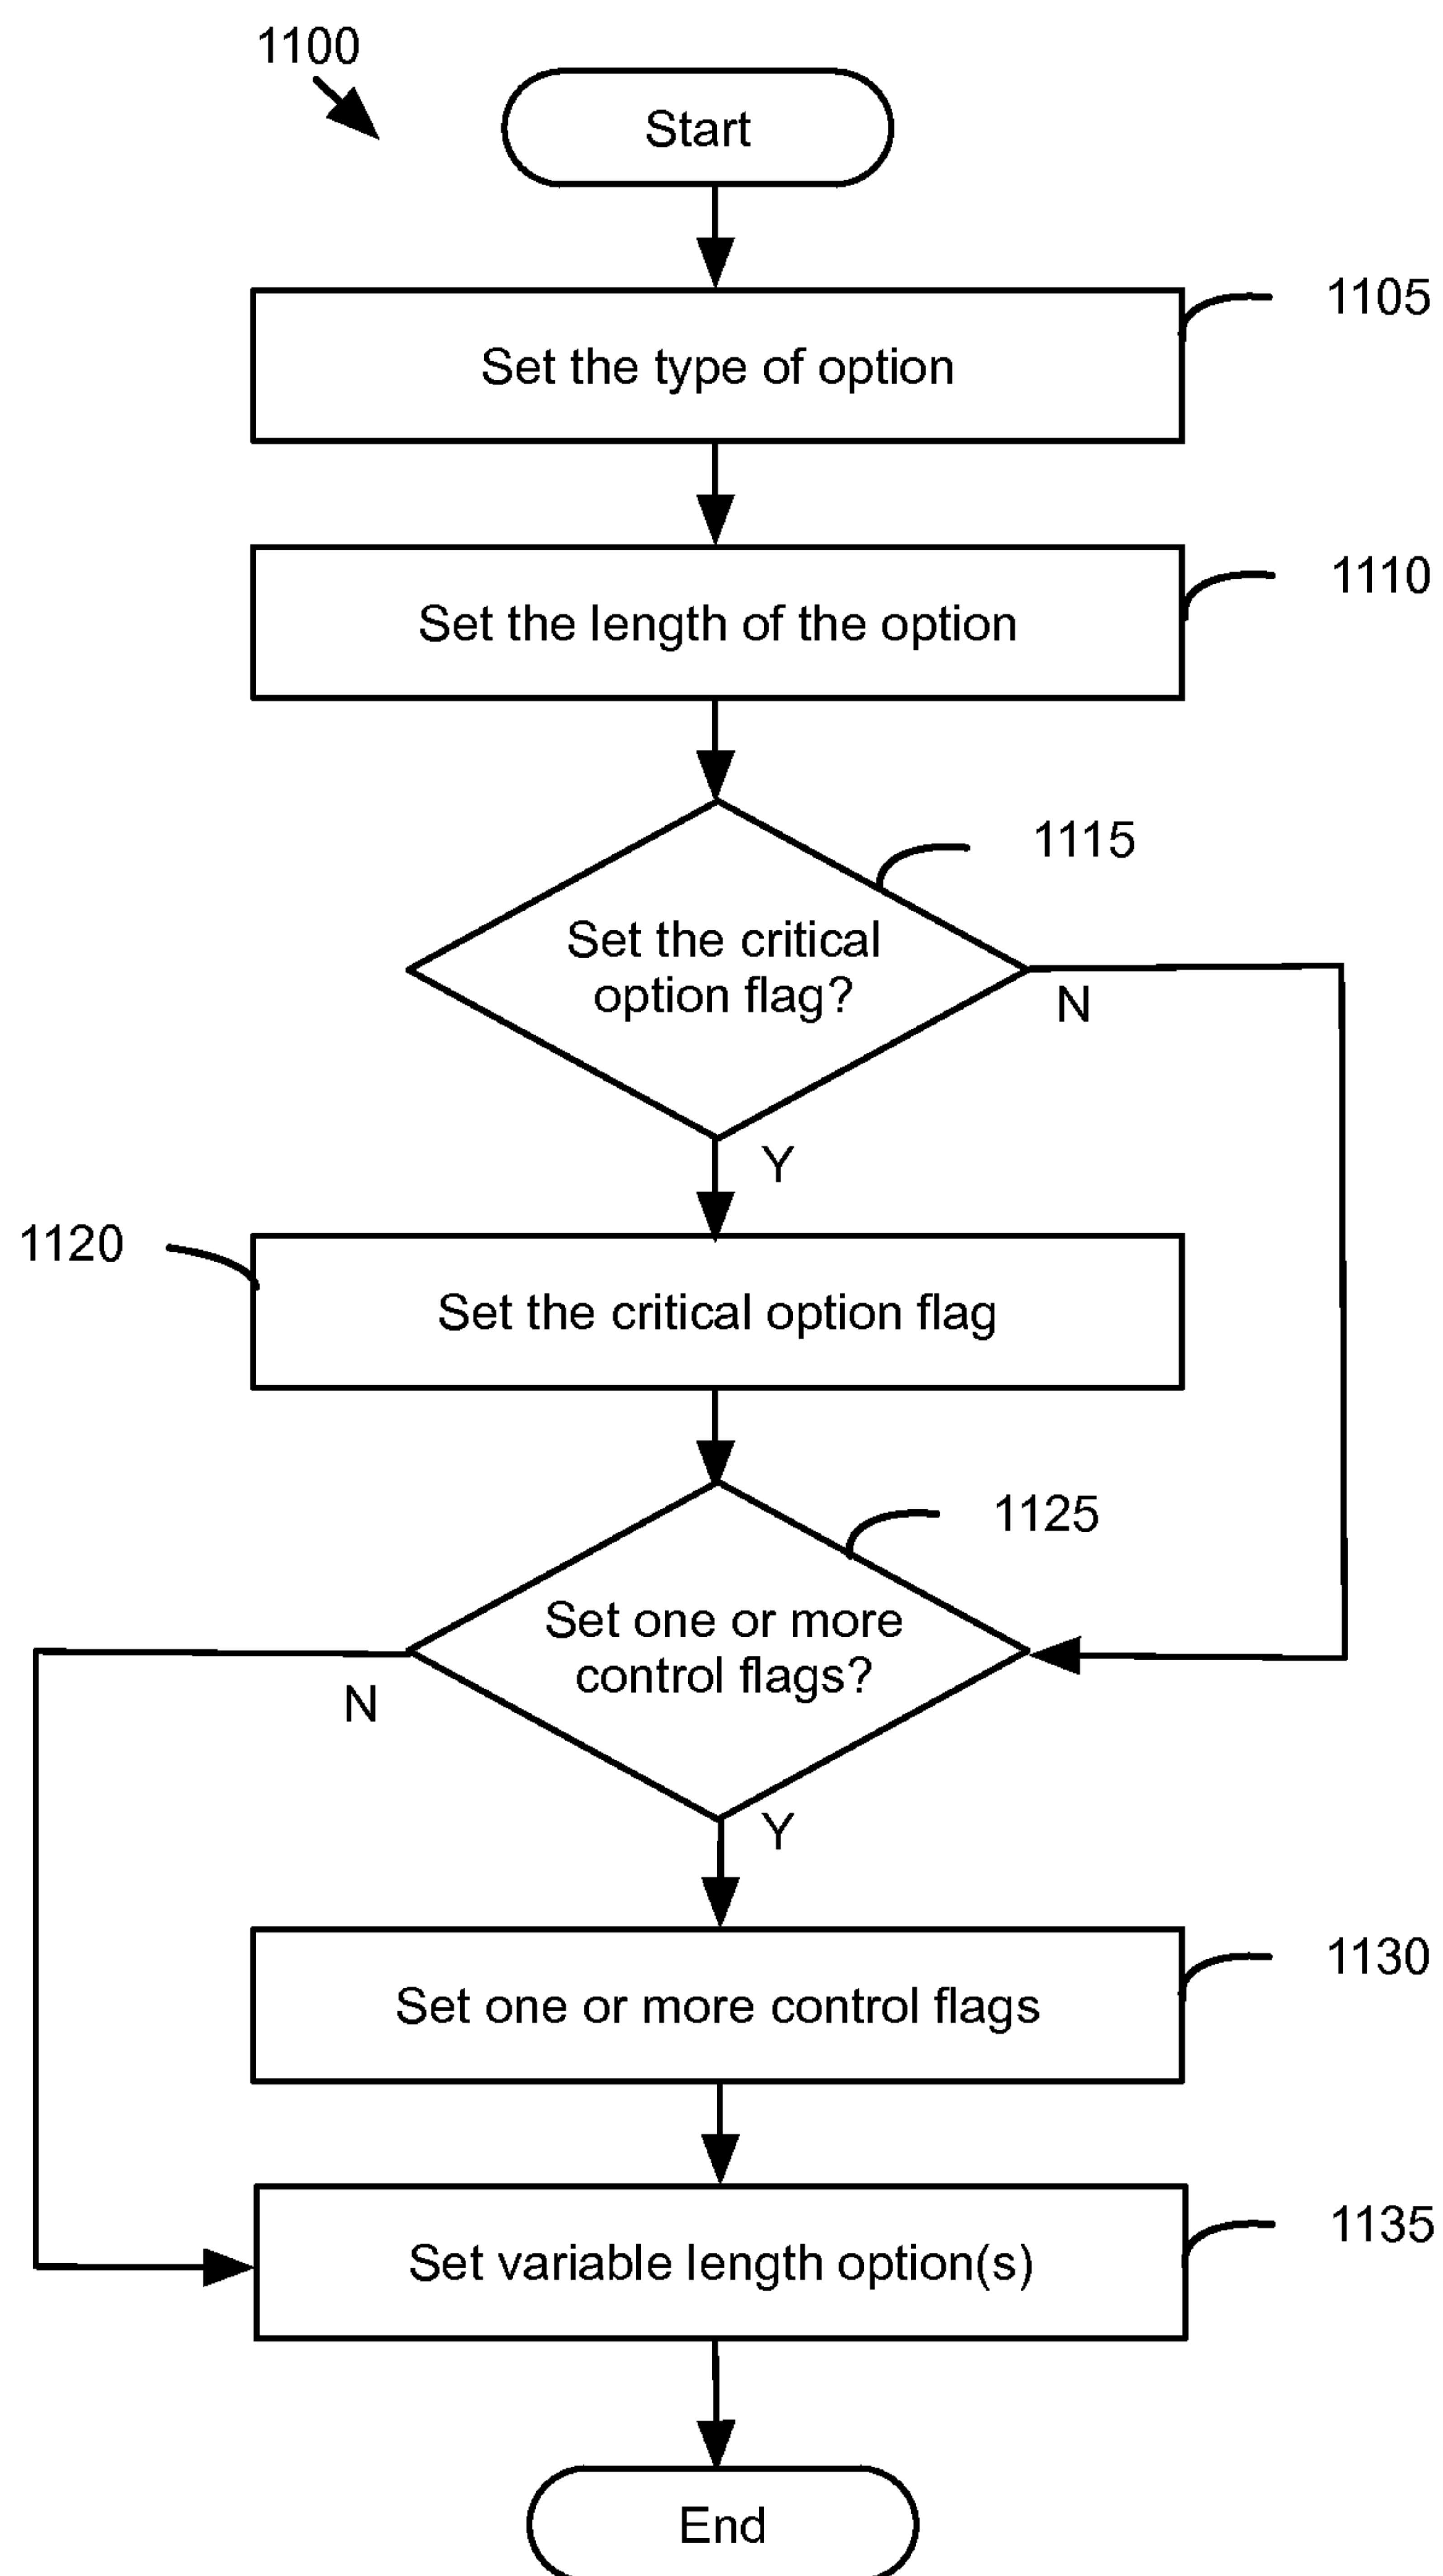 1100
Start
1105
Set the type of option
1110
Set the length of the option
1115
Set the critical
option flag?
N
Y
1120
Set the critical option flag
1125
Set one or more
control flags?
N
Y
1130
Set one or more control flags
1135
Set variable length option(s)
End